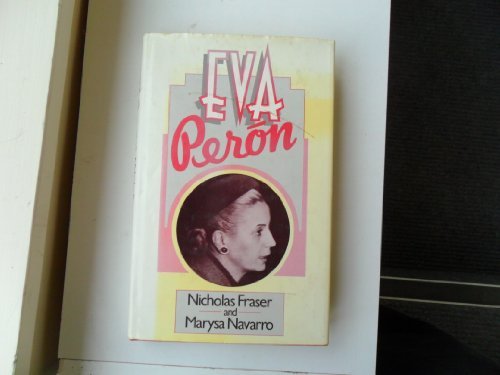 EVA
Perón
Nicholas Fraser
and
Marysa Navarro